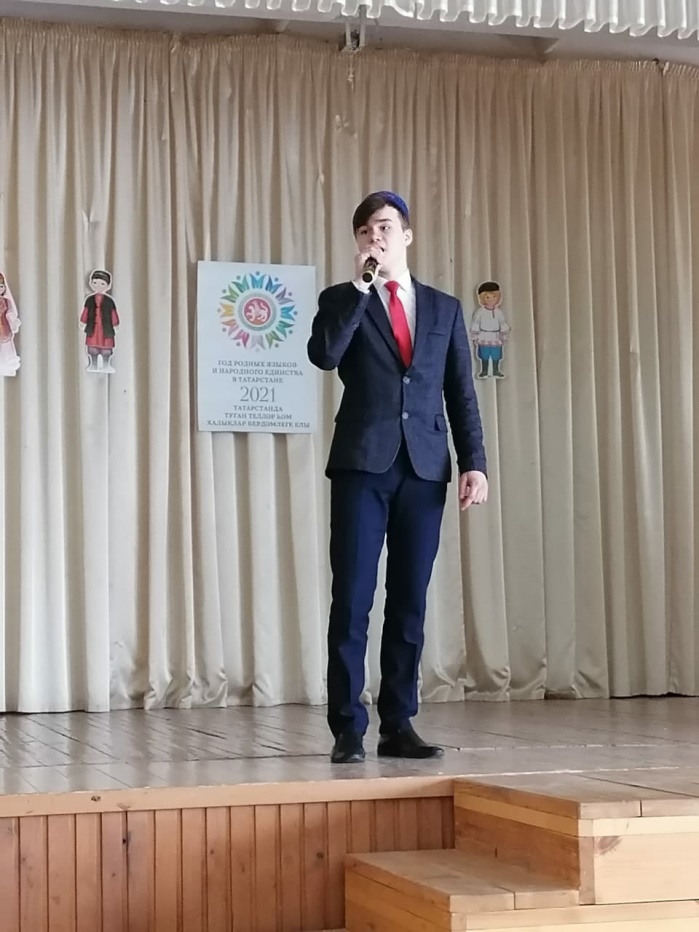 ГОД РОДНЫХ ЯЗЫКОВ
И НАРОДНОГО ЕДИНСТВА
В ТАТАРСТАНЕ
2021
ТАТАРСТАНДА
ТУГАН ТЕЛЛӘР ҺӘМ
ХАЛЫКЛАР БЕРДӘМЛЕГЕ ЕЛЫ